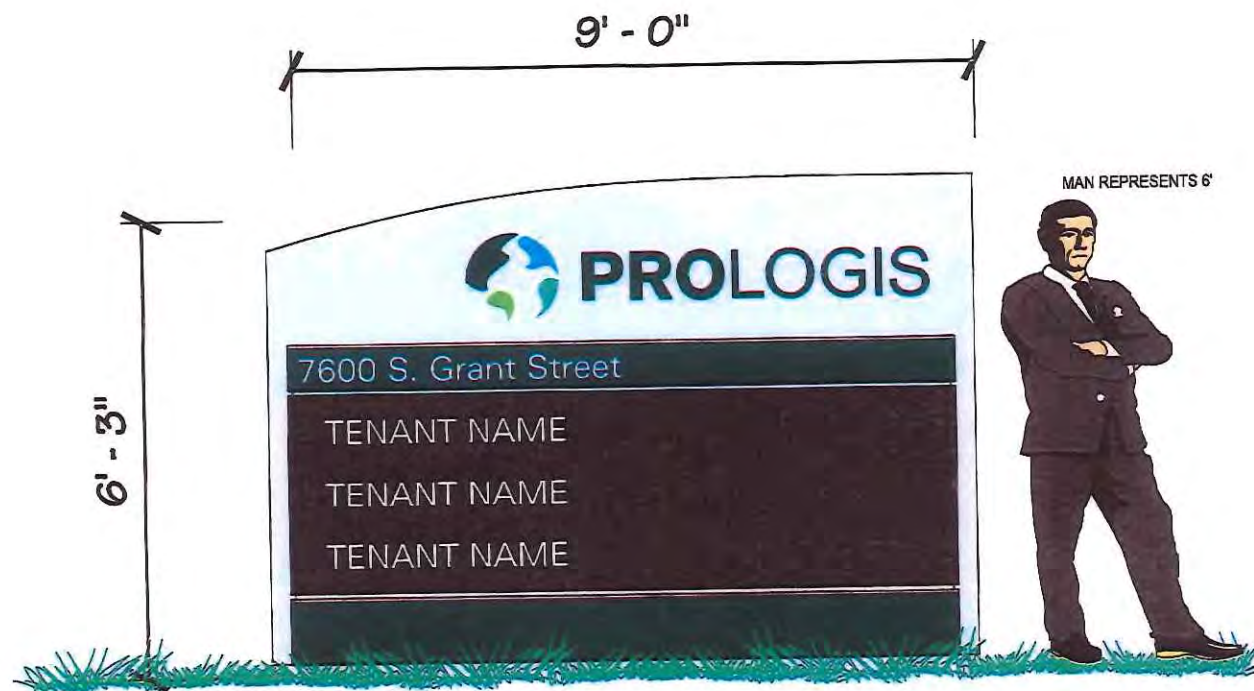 9' - 0"
MAN REPRESENTS 6'
6' - 3"
PROLOGIS
7600 S. Grant Street
TENANT NAME
TENANT NAME
TENANT NAME